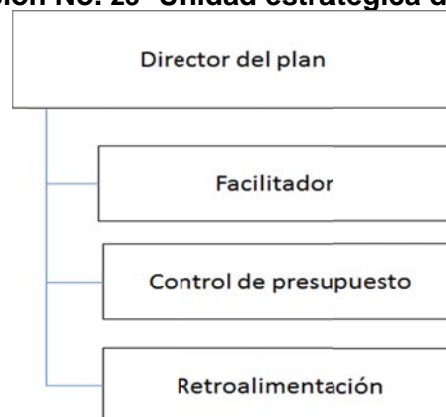 No. 20 "Unidad estratégica
Director del plan
Facilitador
Control de presupuesto
Retroalimentación